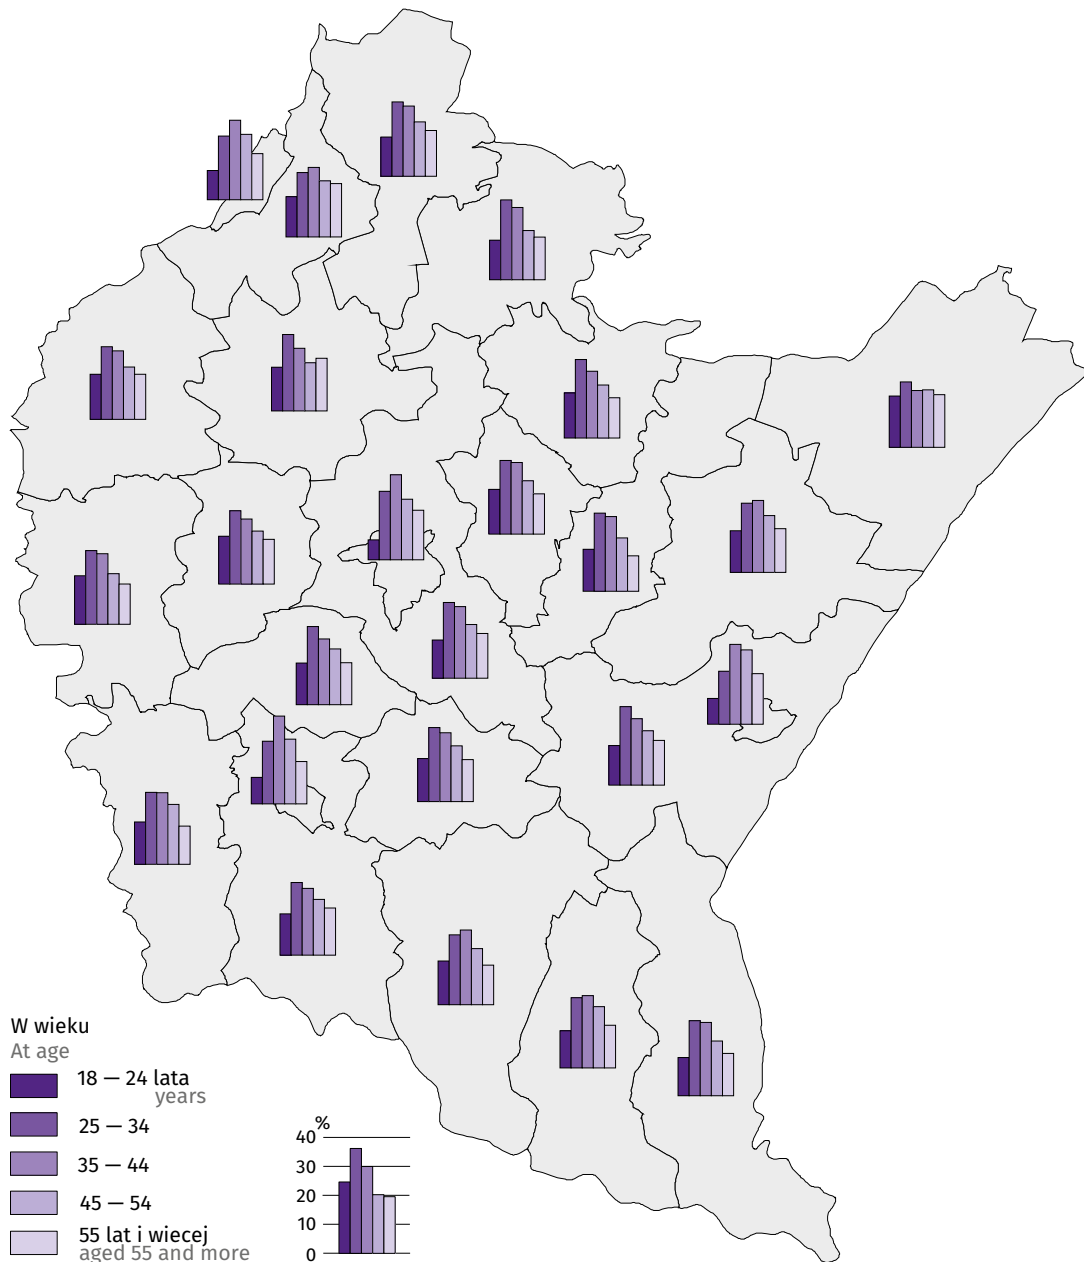 W wieku
At age
18 — 24 lata
years
25 — 34
35 — 44
45 — 54
55 lat i wiecej
aged 55 and more
%
40
30
20
10
0